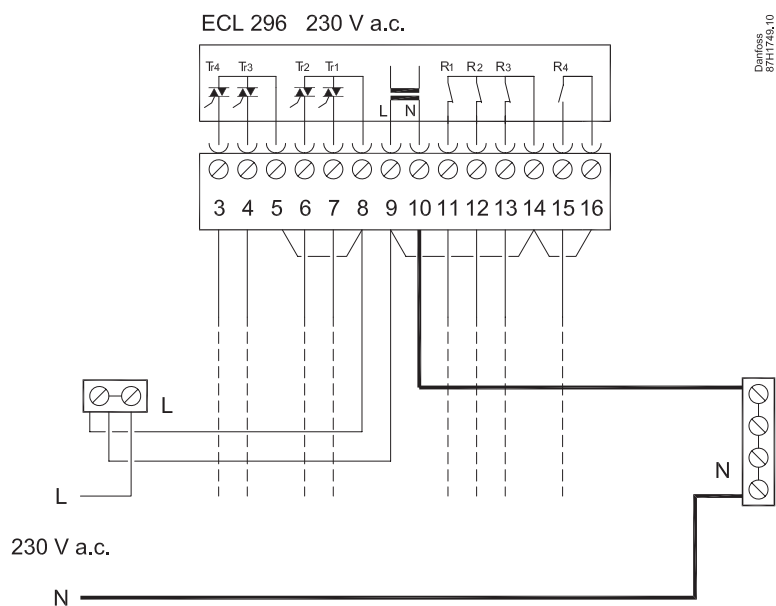 ECL 296 230 V a.c.
Danfoss
87H1749.10
Tr4 Tr3 Tr2 Tr1 R1 R2 R3 R4
L N
3 4 5 6 7 8 9 10 11 12 13 14 15 16
L
N
L
230 V a.c.
N